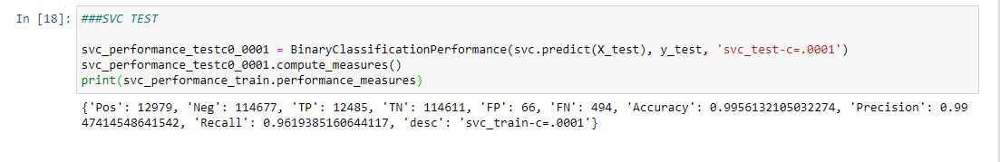 In [18]: ###SVC TEST
svc_performance_testc0_0001 = BinaryClassificationPerformance(svc.predict(X_test), y_test, 'svc_test-c=.0001')
svc_performance_testc0_0001.compute_measures()
print(svc_performance_train.performance_measures)
{'Pos': 12979, 'Neg': 114677, 'TP': 12485, 'TN': 114611, 'FP': 66, 'FN': 494, 'Accuracy': 0.9956132105032274, 'Precision': 0.99
47414548641542, 'Recall': 0.9619385160644117, 'desc': 'svc_train-c=.0001'}